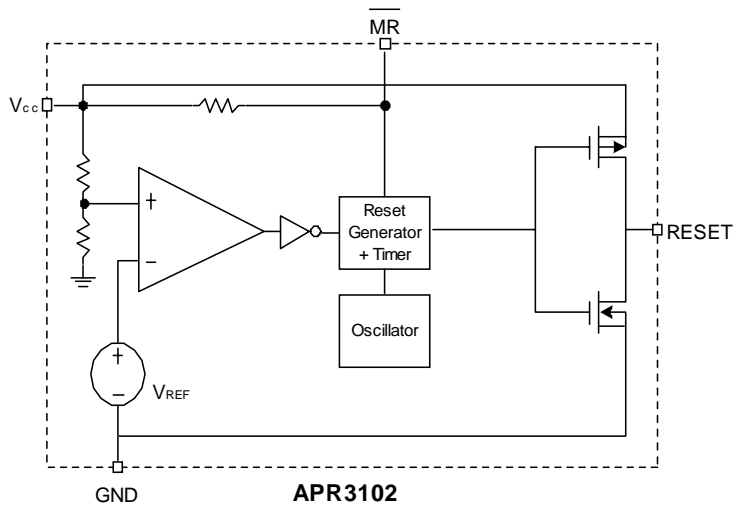 MR
Vcc
+
−
Reset
Generator
+ Timer
RESET
Oscillator
+
−
VREF
GND
APR3102